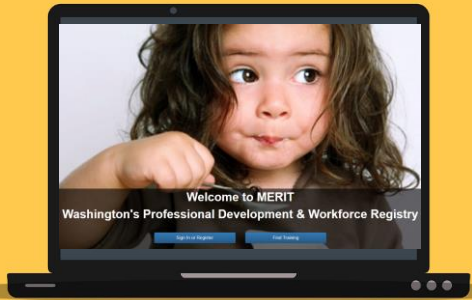 Welcome to MERIT
Washington's Professional Development & Workforce Registry
Sign In or Register
Find Training